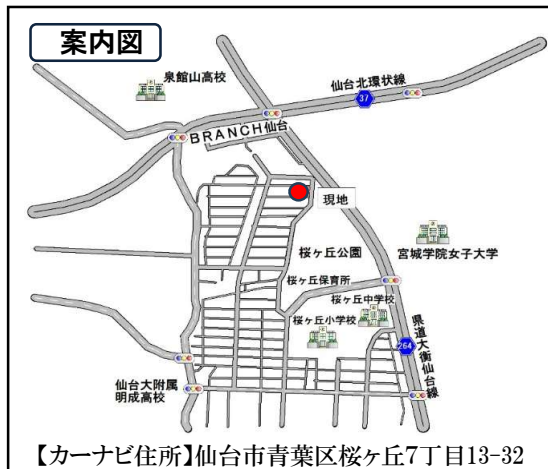 案内図
泉館山高校
仙台北環状線
37
BRANCH仙台
現地
桜ヶ丘公園
宮城学院女子大学
桜ヶ丘保育所
桜ヶ丘中学校
桜ヶ丘小学校
県道大衡仙台線
264
仙台大附属
明成高校
【カーナビ住所】仙台市青葉区桜ヶ丘7丁目13-32